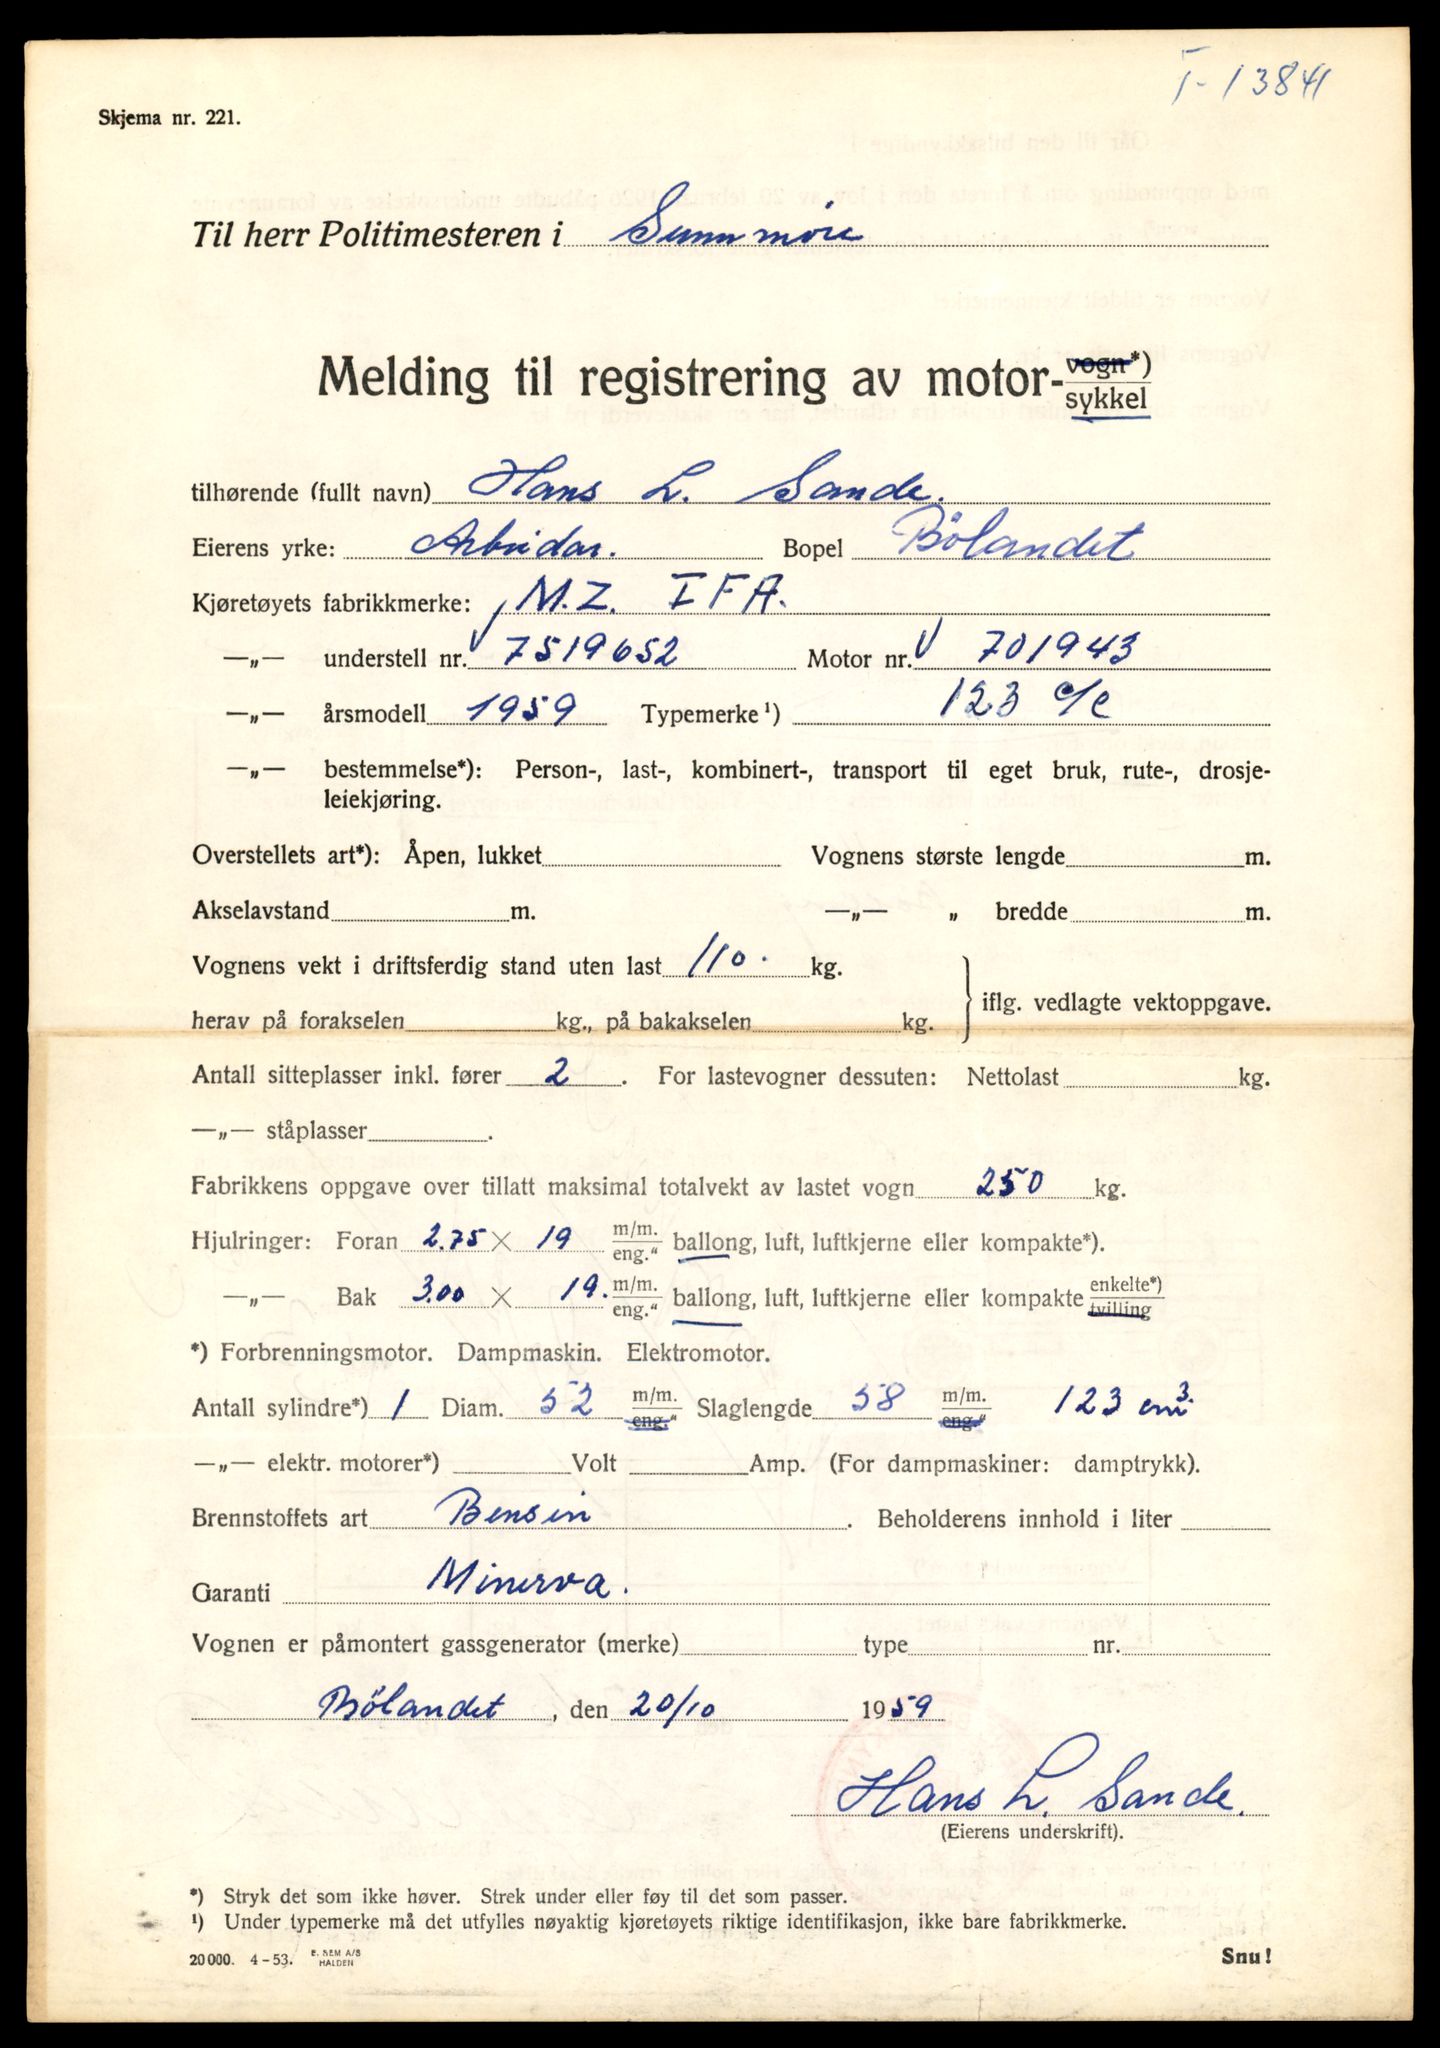 T-13841
Skjema nr. 221.
Til herr Politimesteren i Sunnmøre
Melding til registrering av motor- vogn*)
sykkel
tilhørende (fullt navn) Hans L. Sande.
Eierens yrke: Arbeidar. Bopel Bölandet
Kjøretøyets fabrikkmerke: M.Z. IFA.
—„— understell nr. 7519652 Motor nr. 701943
—„— årsmodell 1959 Typemerke¹) 123 c/c
—„— bestemmelse*): Person-, last-, kombinert-, transport til eget bruk, rute-, drosje-
leiekjøring.
Overstellets art*): Åpen, lukket Vognens største lengde m.
Akselavstand m. —„— „ bredde m.
Vognens vekt i driftsferdig stand uten last 110. kg.
herav på forakselen kg., på bakakselen kg. iflg. vedlagte vektoppgave.
Antall sitteplasser inkl. fører 2. For lastevogner dessuten: Nettolast kg.
—„— ståplasser .
Fabrikkens oppgave over tillatt maksimal totalvekt av lastet vogn 250 kg.
Hjulringer: Foran 2.75 × 19 m/m. eng.“ ballong, luft, luftkjerne eller kompakte*).
—„— Bak 3.00 × 19. m/m. eng.“ ballong, luft, luftkjerne eller kompakte enkelte*) tvilling
*) Forbrenningsmotor. Dampmaskin. Elektromotor.
Antall sylindre*) 1 Diam. 52 m/m. eng.“ Slaglengde 58 m/m. eng.“ 123 cm³.
—„— elektr. motorer*) Volt Amp. (For dampmaskiner: damptrykk).
Brennstoffets art Bensin . Beholderens innhold i liter
Garanti Minerva.
Vognen er påmontert gassgenerator (merke) type nr.
Bölandet, den 20/10 1959
Hans L. Sande.
(Eierens underskrift).
*) Stryk det som ikke høver. Strek under eller føy til det som passer.
¹) Under typemerke må det utfylles nøyaktig kjøretøyets riktige identifikasjon, ikke bare fabrikkmerke.
20 000. 4-53. E. SEM A/S HALDEN Snu!